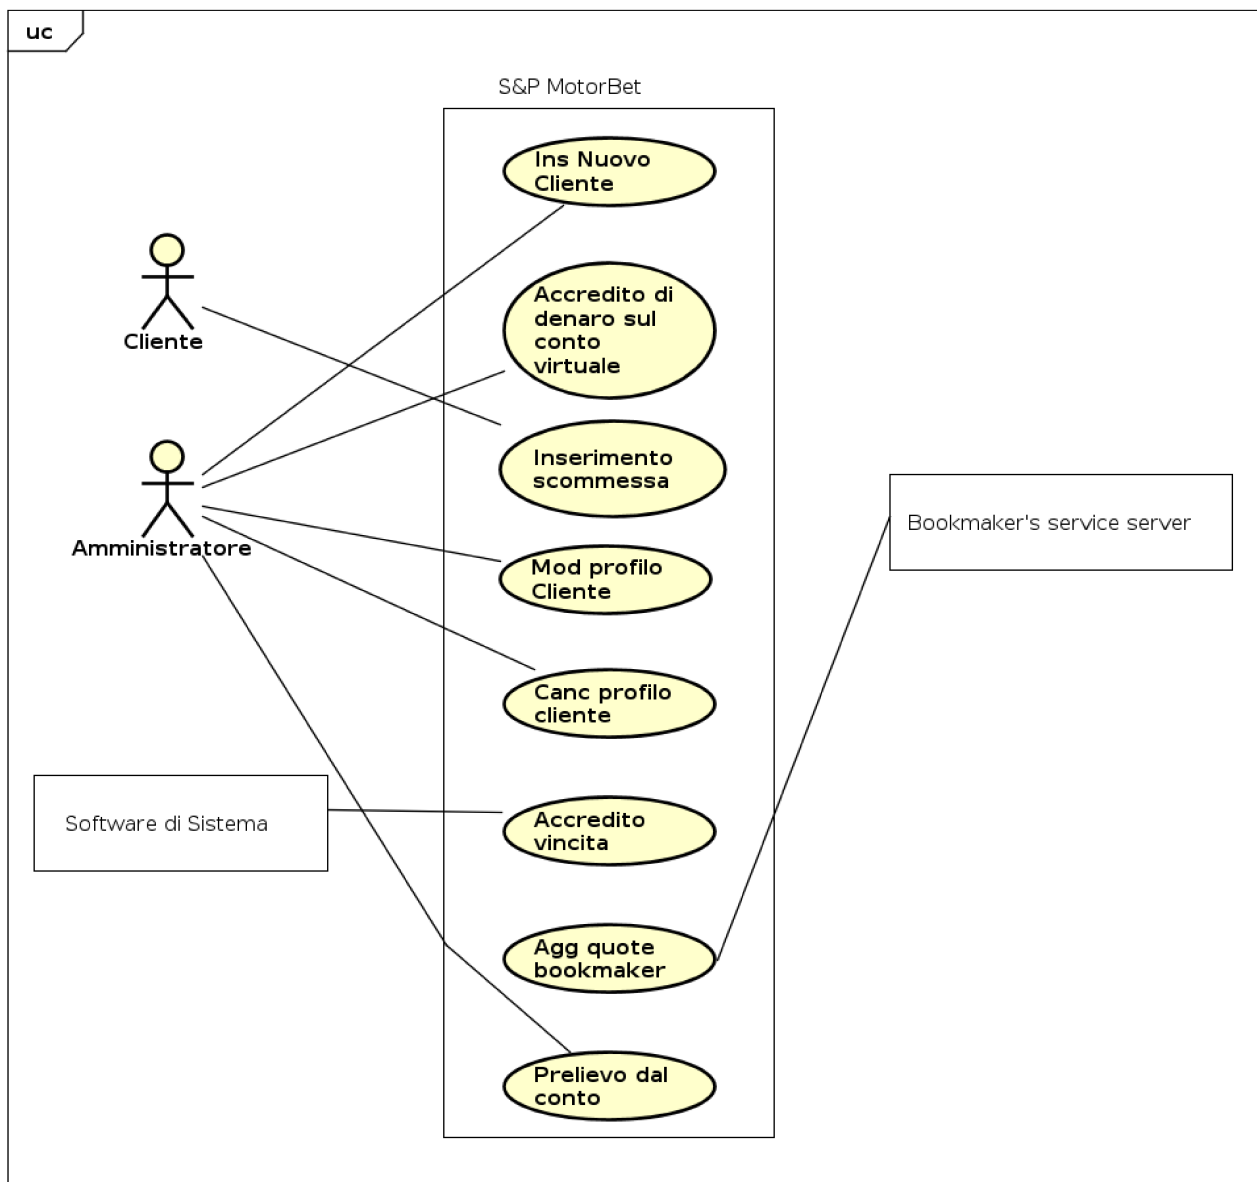 uc
S&P MotorBet
Ins Nuovo
Cliente
Cliente
Accredito di
denaro sul
conto
virtuale
Inserimento
scommessa
Amministratore
Bookmaker's service server
Mod profilo
Cliente
Canc profilo
cliente
Software di Sistema
Accredito
vincita
Agg quote
bookmaker
Prelievo dal
conto